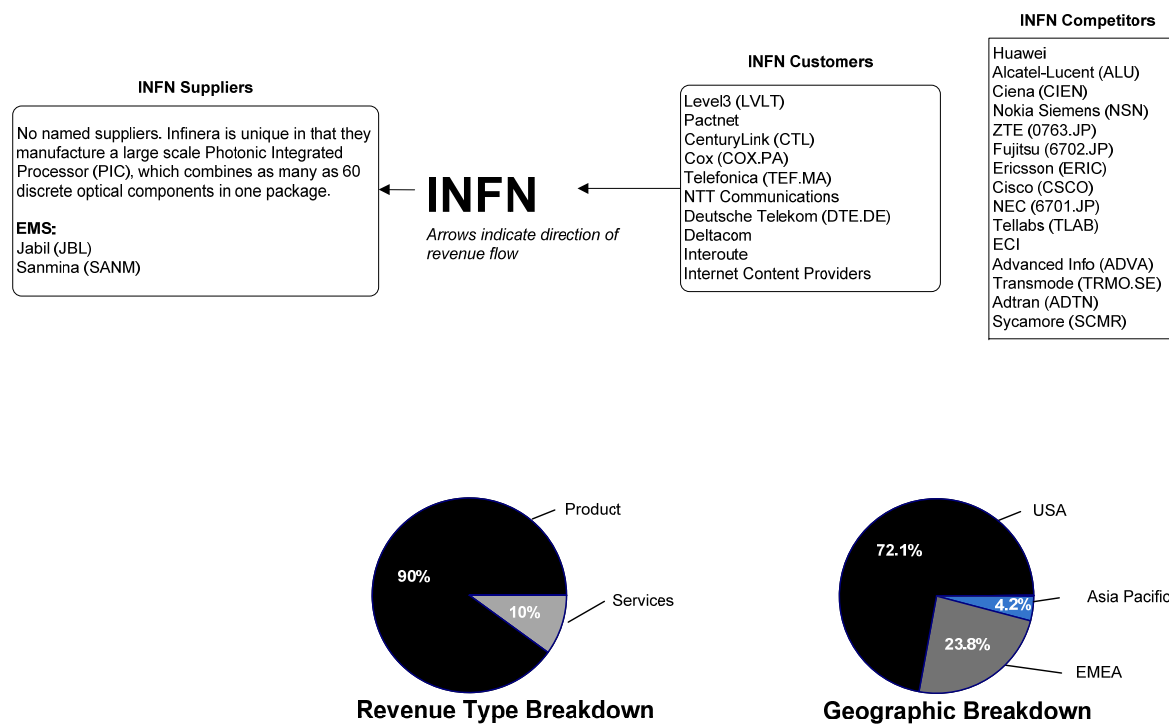 INFN Suppliers
No named suppliers. Infinera is unique in that they
manufacture a large scale Photonic Integrated
Processor (PIC), which combines as many as 60
discrete optical components in one package.
EMS:
Jabil (JBL)
Sanmina (SANM)
INFN
Arrows indicate direction of
revenue flow
INFN Customers
Level3 (LVLT)
Pactnet
CenturyLink (CTL)
Cox (COX.PA)
Telefonica (TEF.MA)
NTT Communications
Deutsche Telekom (DTE.DE)
Deltacom
Interoute
Internet Content Providers
INFN Competitors
Huawei
Alcatel-Lucent (ALU)
Ciena (CIEN)
Nokia Siemens (NSN)
ZTE (0763.JP)
Fujitsu (6702.JP)
Ericsson (ERIC)
Cisco (CSCO)
NEC (6701.JP)
Tellabs (TLAB)
ECI
Advanced Info (ADVA)
Transmode (TRMO.SE)
Adtran (ADTN)
Sycamore (SCMR)
Product
90%
10%
Services
Revenue Type Breakdown
USA
72.1%
4.2%
Asia Pacific
23.8%
EMEA
Geographic Breakdown